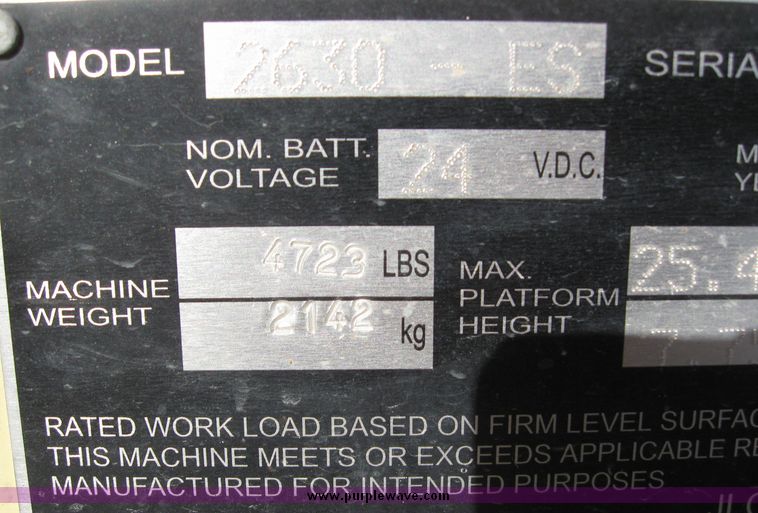 MODEL 2630 - ES SERIA
NOM. BATT. VOLTAGE 24 V.D.C.
MACHINE WEIGHT 4723 LBS
2142 kg
MAX. PLATFORM HEIGHT 25.4
7.7
RATED WORK LOAD BASED ON FIRM LEVEL SURFAC
THIS MACHINE MEETS OR EXCEEDS APPLICABLE RE
MANUFACTURED FOR INTENDED PURPOSES
www.purplewave.com